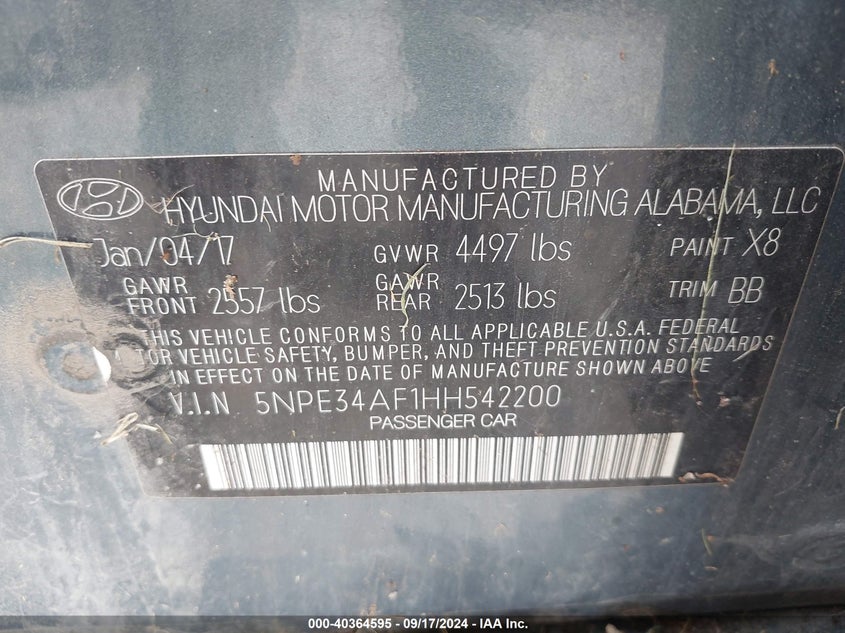 MANUFACTURED BY
HYUNDAI MOTOR MANUFACTURING ALABAMA, LLC
Jan/04/17 GVWR 4497 lbs PAINT X8
GAWR FRONT 2557 lbs GAWR REAR 2513 lbs TRIM BB
THIS VEHICLE CONFORMS TO ALL APPLICABLE U.S.A. FEDERAL
MOTOR VEHICLE SAFETY, BUMPER, AND THEFT PREVENTION STANDARDS
IN EFFECT ON THE DATE OF MANUFACTURE SHOWN ABOVE
V.I.N 5NPE34AF1HH542200
PASSENGER CAR
000-40364595 - 09/17/2024 - IAA, Inc.